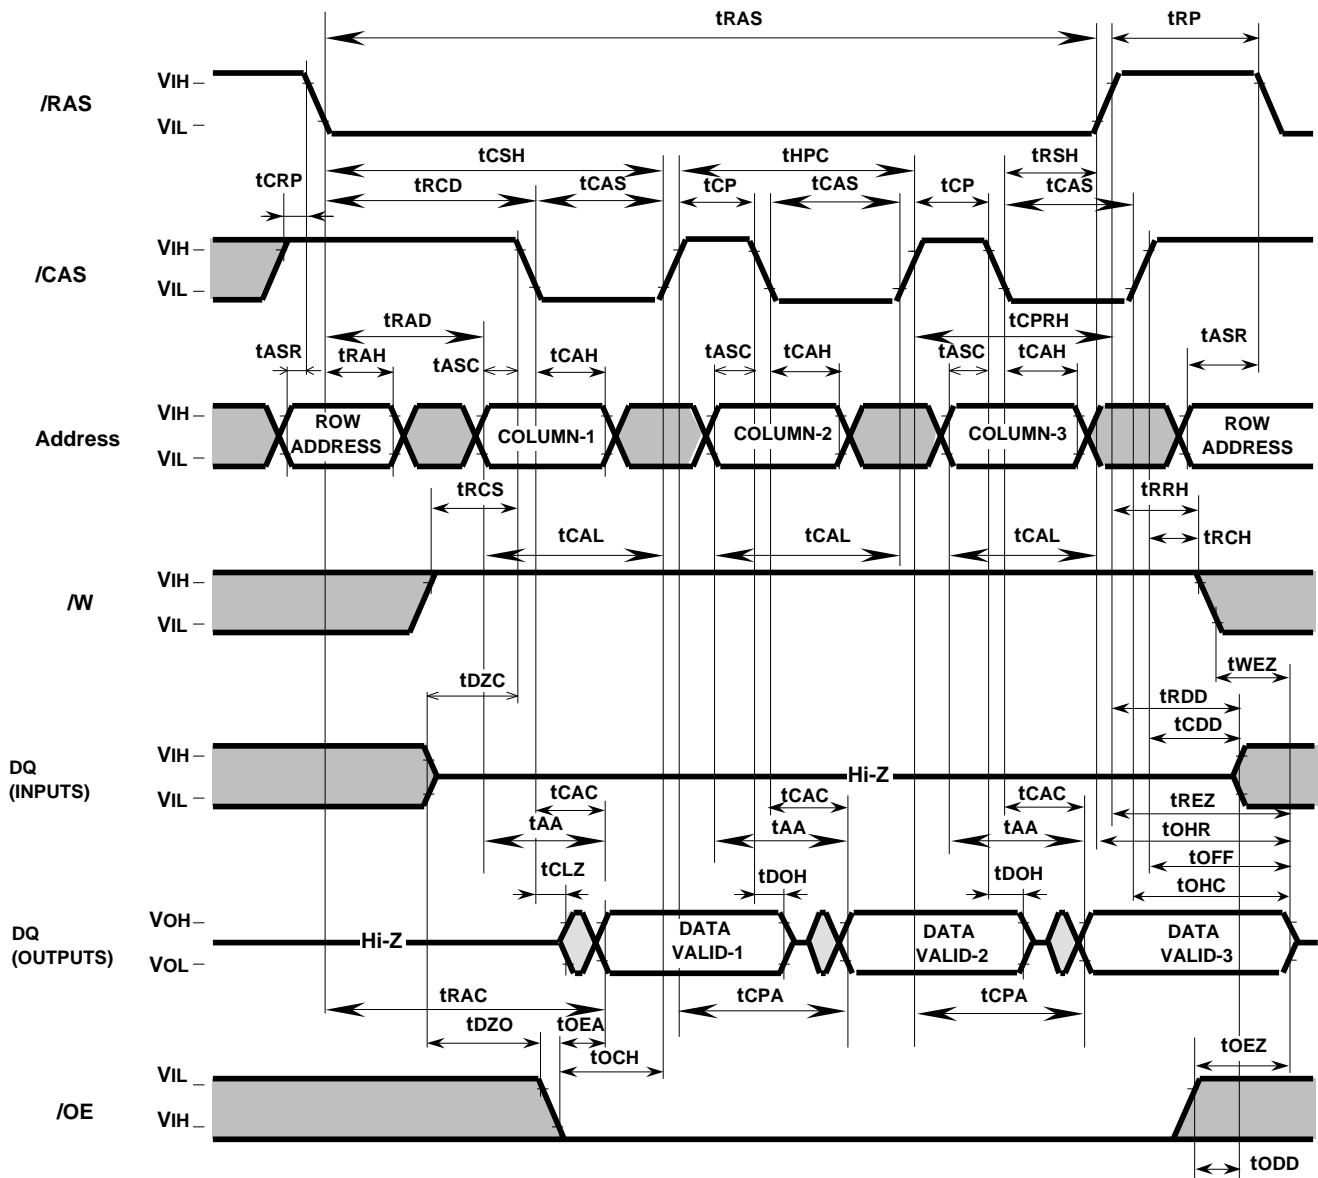 tRAS
tRP
/RAS
VIH
VIL
tCSH
tHPC
tRSH
tCRP
tRCD
tCAS
tCP
tCAS
tCP
tCAS
/CAS
VIH
VIL
tRAD
tCPRH
tASR
tRAH
tASC
tCAH
tASC
tCAH
tASC
tCAH
tASR
Address
VIH
VIL
ROW
ADDRESS
COLUMN-1
COLUMN-2
COLUMN-3
ROW
ADDRESS
tRCS
tRRH
tCAL
tCAL
tCAL
tRCH
/W
VIH
VIL
tDZC
tWEZ
tRDD
tCDD
DQ
(INPUTS)
VIH
VIL
Hi-Z
tCAC
tCAC
tCAC
tREZ
tAA
tAA
tAA
tOHR
tCLZ
tDOH
tDOH
tOFF
tOHC
DQ
(OUTPUTS)
VOH
VOL
Hi-Z
DATA
VALID-1
DATA
VALID-2
DATA
VALID-3
tRAC
tCPA
tCPA
tDZO
tOEA
tOCH
tOEZ
/OE
VIL
VIH
tODD